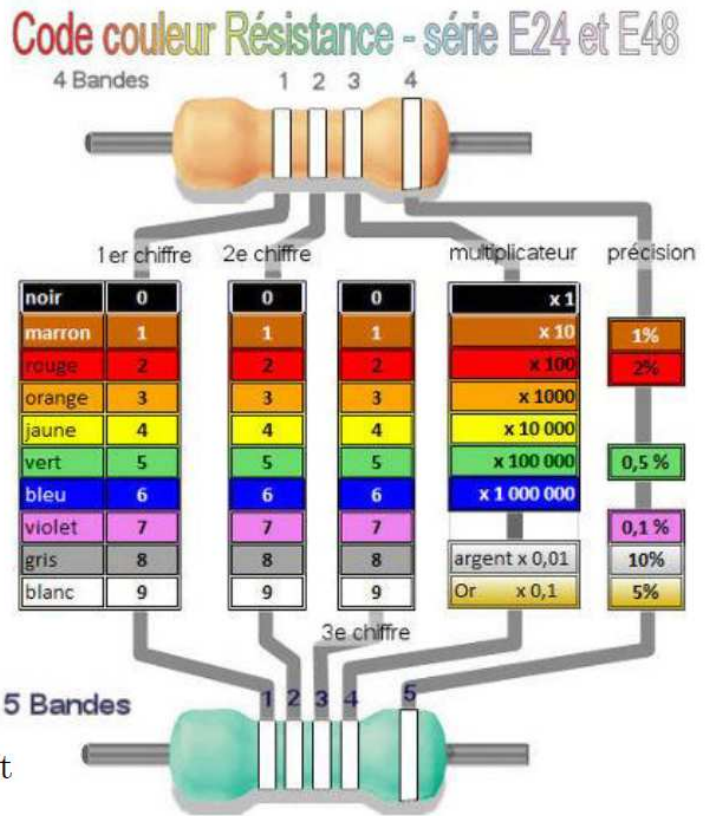 Code couleur Résistance - série E24 et E48
4 Bandes 1 2 3 4
1er chiffre 2e chiffre multiplicateur précision
noir 0 0 0 x 1
marron 1 1 1 x 10 1%
rouge 2 2 2 x 100 2%
orange 3 3 3 x 1000
jaune 4 4 4 x 10 000
vert 5 5 5 x 100 000 0,5 %
bleu 6 6 6 x 1 000 000
violet 7 7 7 0,1 %
gris 8 8 8 argent x 0,01 10%
blanc 9 9 9 Or x 0,1 5%
3e chiffre
5 Bandes 1 2 3 4 5
t